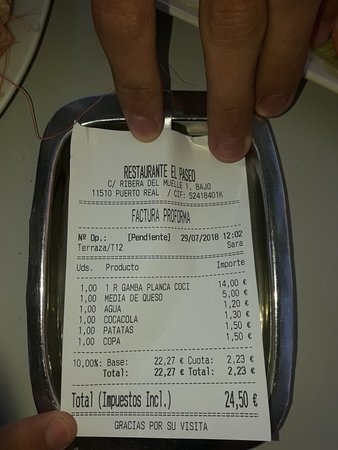 RESTAURANTE EL PASEO
C/ RIBERA DEL MUELLE 1, BAJO
11510 PUERTO REAL / CIF: 52418401K
FACTURA PROFORMA
Nº Op.: [Pendiente] 29/07/2018 12:02
Terraza/T12 Sara
Uds. Producto Importe
1,00 1 R GAMBA PLANCA COCI 14,00 €
1,00 MEDIA DE QUESO 5,00 €
1,00 AGUA 1,20 €
1,00 COCACOLA 1,30 €
1,00 PATATAS 1,50 €
1,00 COPA 1,50 €
10,00%: Base: 22,27 € Cuota: 2,23 €
Total: 22,27 € Total: 2,23 €
Total (Impuestos Incl.) 24,50 €
GRACIAS POR SU VISITA